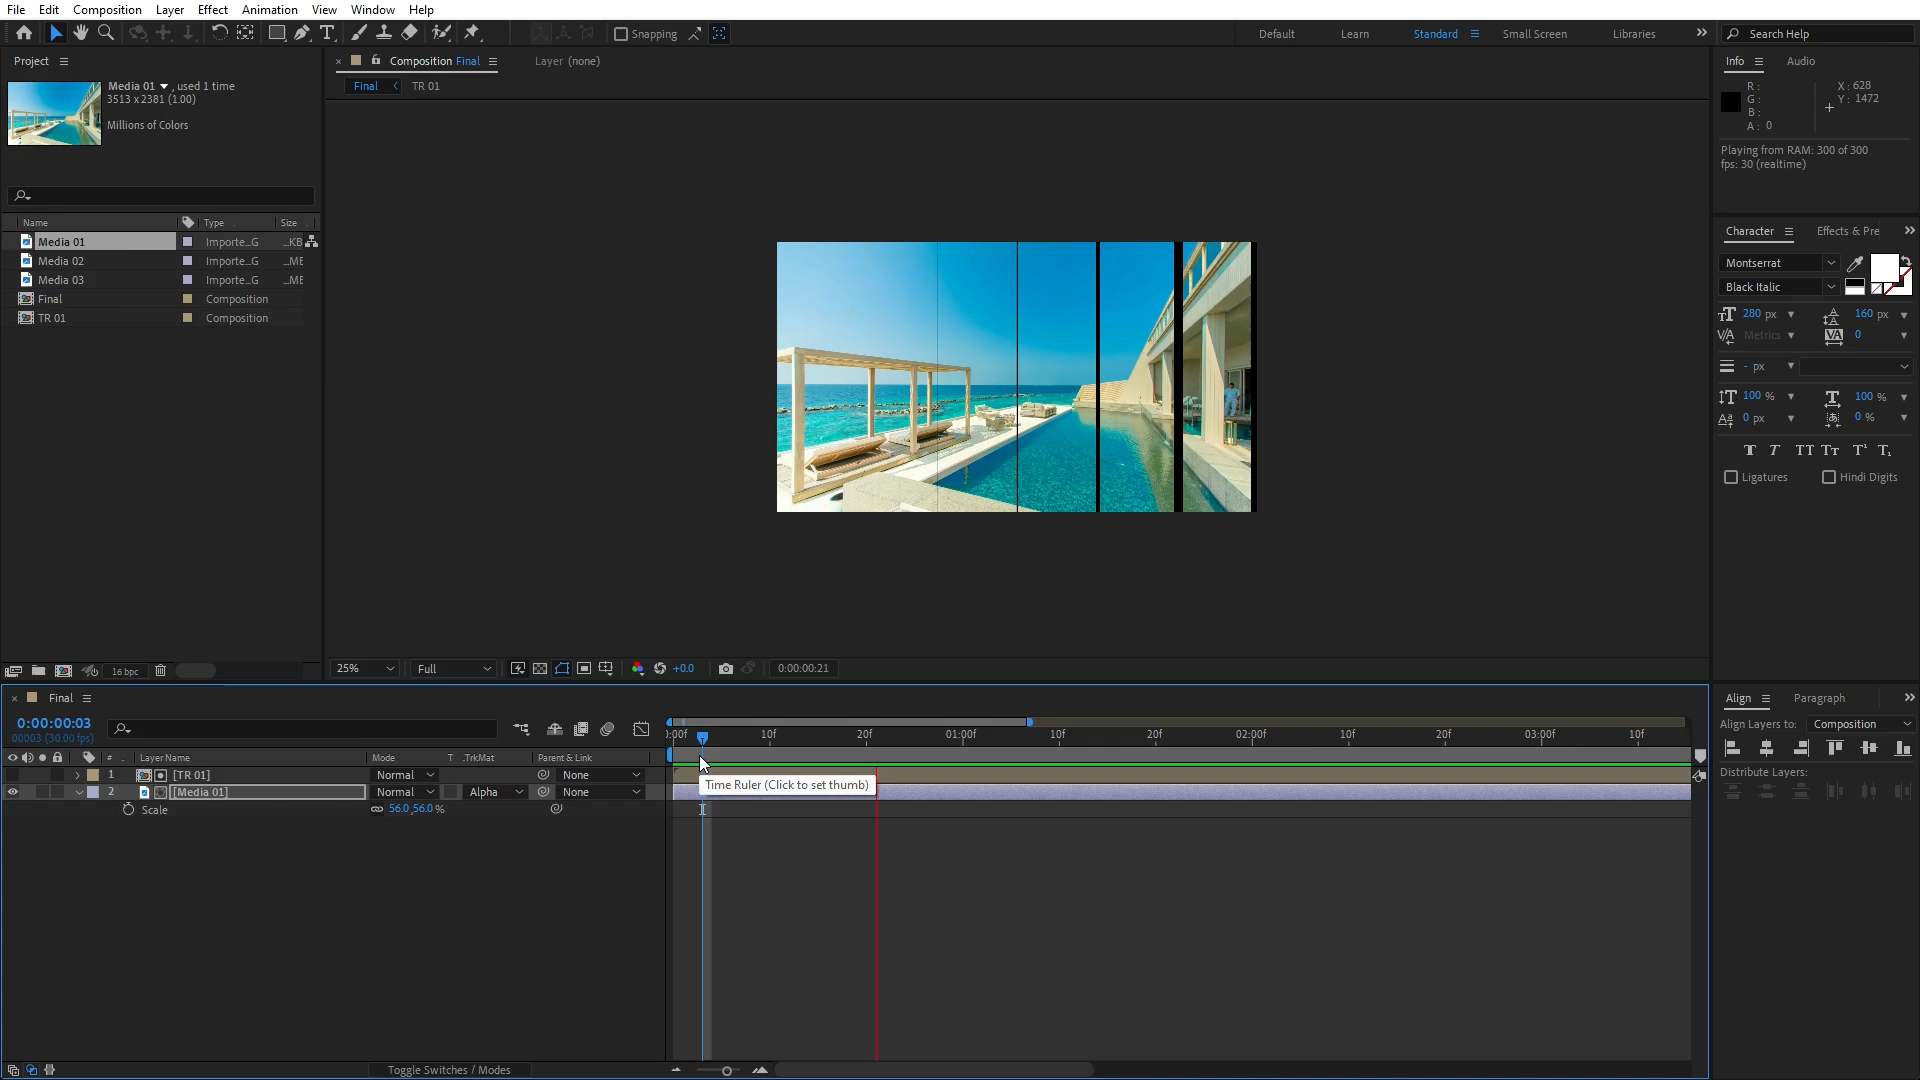 File Edit Composition Layer Effect Animation View Window Help
Snapping
Default Learn Standard Small Screen Libraries
Search Help
Project
Media 01 , used 1 time
3513 x 2381 (1.00)
Millions of Colors
Name Type Size
Media 01 Importe...G ...KB
Media 02 Importe...G ...ME
Media 03 Importe...G ...ME
Final Composition
TR 01 Composition
16 bpc
Composition Final
Layer (none)
Final TR 01
25% Full +0.0 0:00:00:21
Info Audio
R :
G :
B :
A : 0
X : 628
Y : 1472
Playing from RAM: 300 of 300
fps: 30 (realtime)
Character Effects & Pre
Montserrat
Black Italic
280 px 160 px
Metrics 0
- px
100 % 100 %
0 px 0 %
Ligatures Hindi Digits
Align Paragraph
Align Layers to: Composition
Distribute Layers:
Final
0:00:00:03
00003 (30.00 fps)
# Layer Name Mode T .TrkMat Parent & Link
1 [TR 01] Normal None
2 [Media 01] Normal Alpha None
Scale 56.0,56.0 %
):00f 10f 20f 01:00f 10f 20f 02:00f 10f 20f 03:00f 10f
Time Ruler (Click to set thumb)
Toggle Switches / Modes